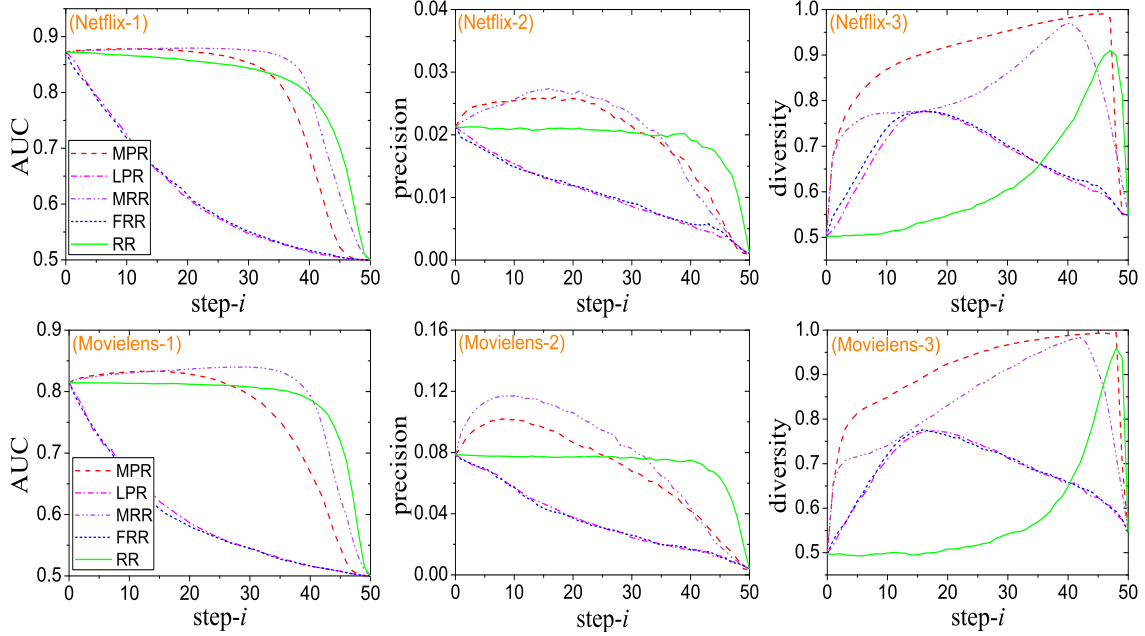 (Netflix-1)
AUC
0.9
0.8
0.7
0.6
0.5
MPR
LPR
MRR
FRR
RR
0 10 20 30 40 50
step-i
(Netflix-2)
precision
0.04
0.03
0.02
0.01
0.00
0 10 20 30 40 50
step-i
(Netflix-3)
diversity
1.0
0.9
0.8
0.7
0.6
0.5
0 10 20 30 40 50
step-i
(Movielens-1)
AUC
0.9
0.8
0.7
0.6
0.5
MPR
LPR
MRR
FRR
RR
0 10 20 30 40 50
step-i
(Movielens-2)
precision
0.16
0.12
0.08
0.04
0.00
0 10 20 30 40 50
step-i
(Movielens-3)
diversity
1.0
0.9
0.8
0.7
0.6
0.5
0 10 20 30 40 50
step-i